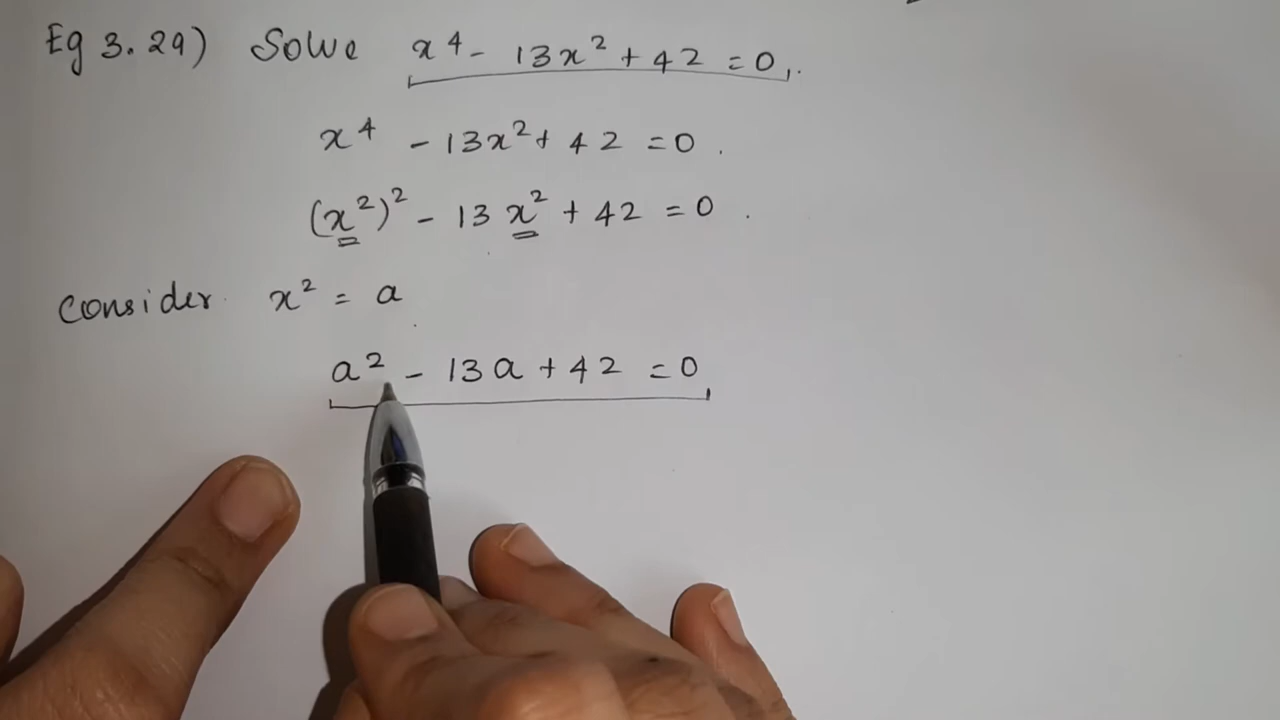 Eg 3.29) Solve x⁴ - 13x² + 42 = 0.
x⁴ - 13x² + 42 = 0.
(x²)² - 13x² + 42 = 0.
Consider x² = a
a² - 13a + 42 = 0